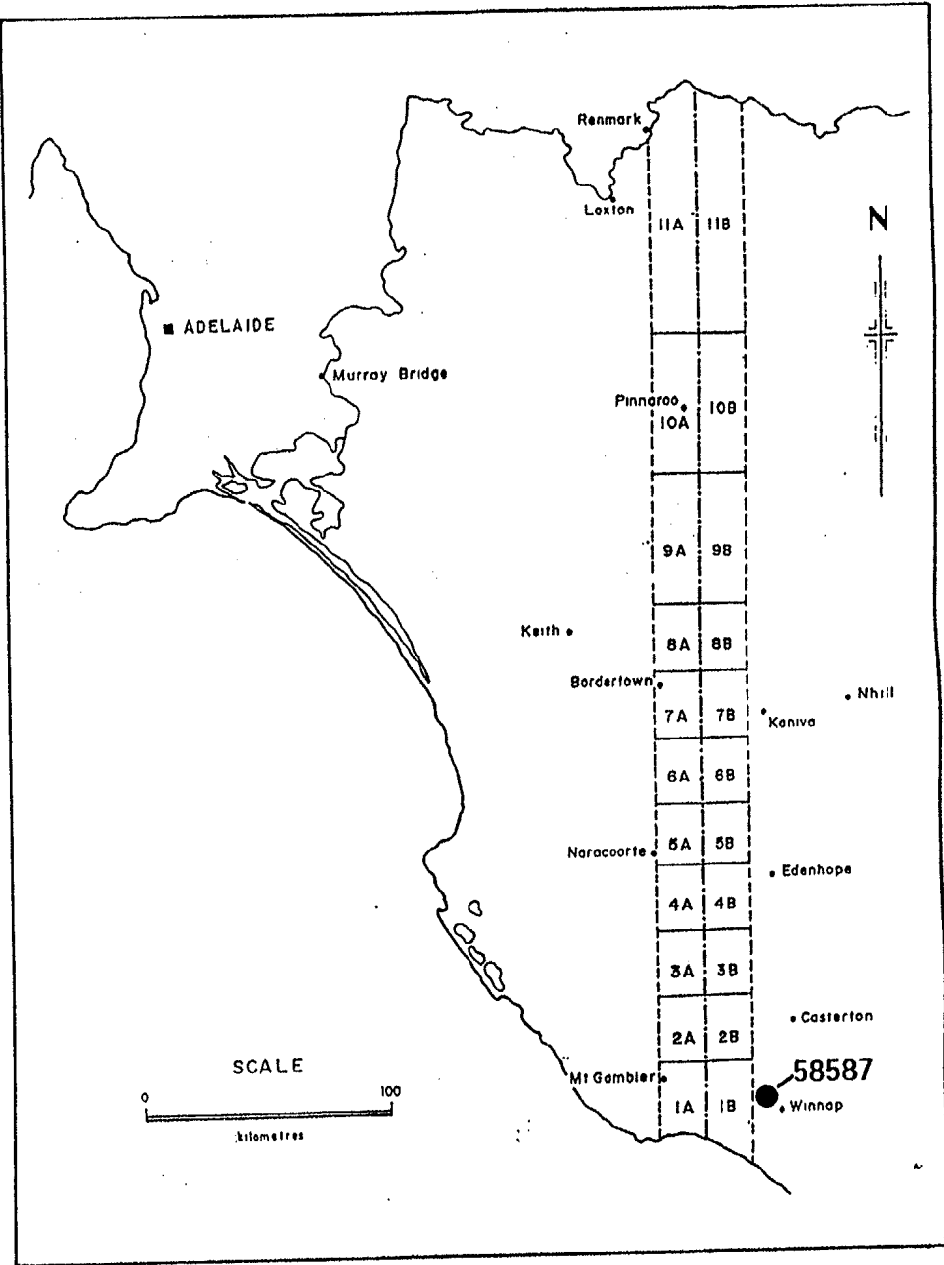 Renmark
Loxton
11A 11B
N
ADELAIDE
Murray Bridge
Pinnaroo
10A 10B
9A 9B
Keith
8A 8B
Bordertown
Nhill
7A 7B
Kaniva
6A 6B
Naracoorte
5A 5B
Edenhope
4A 4B
3A 3B
Casterton
2A 2B
SCALE
Mt Gambier
58587
0 100
1A 1B
Winnap
kilometres